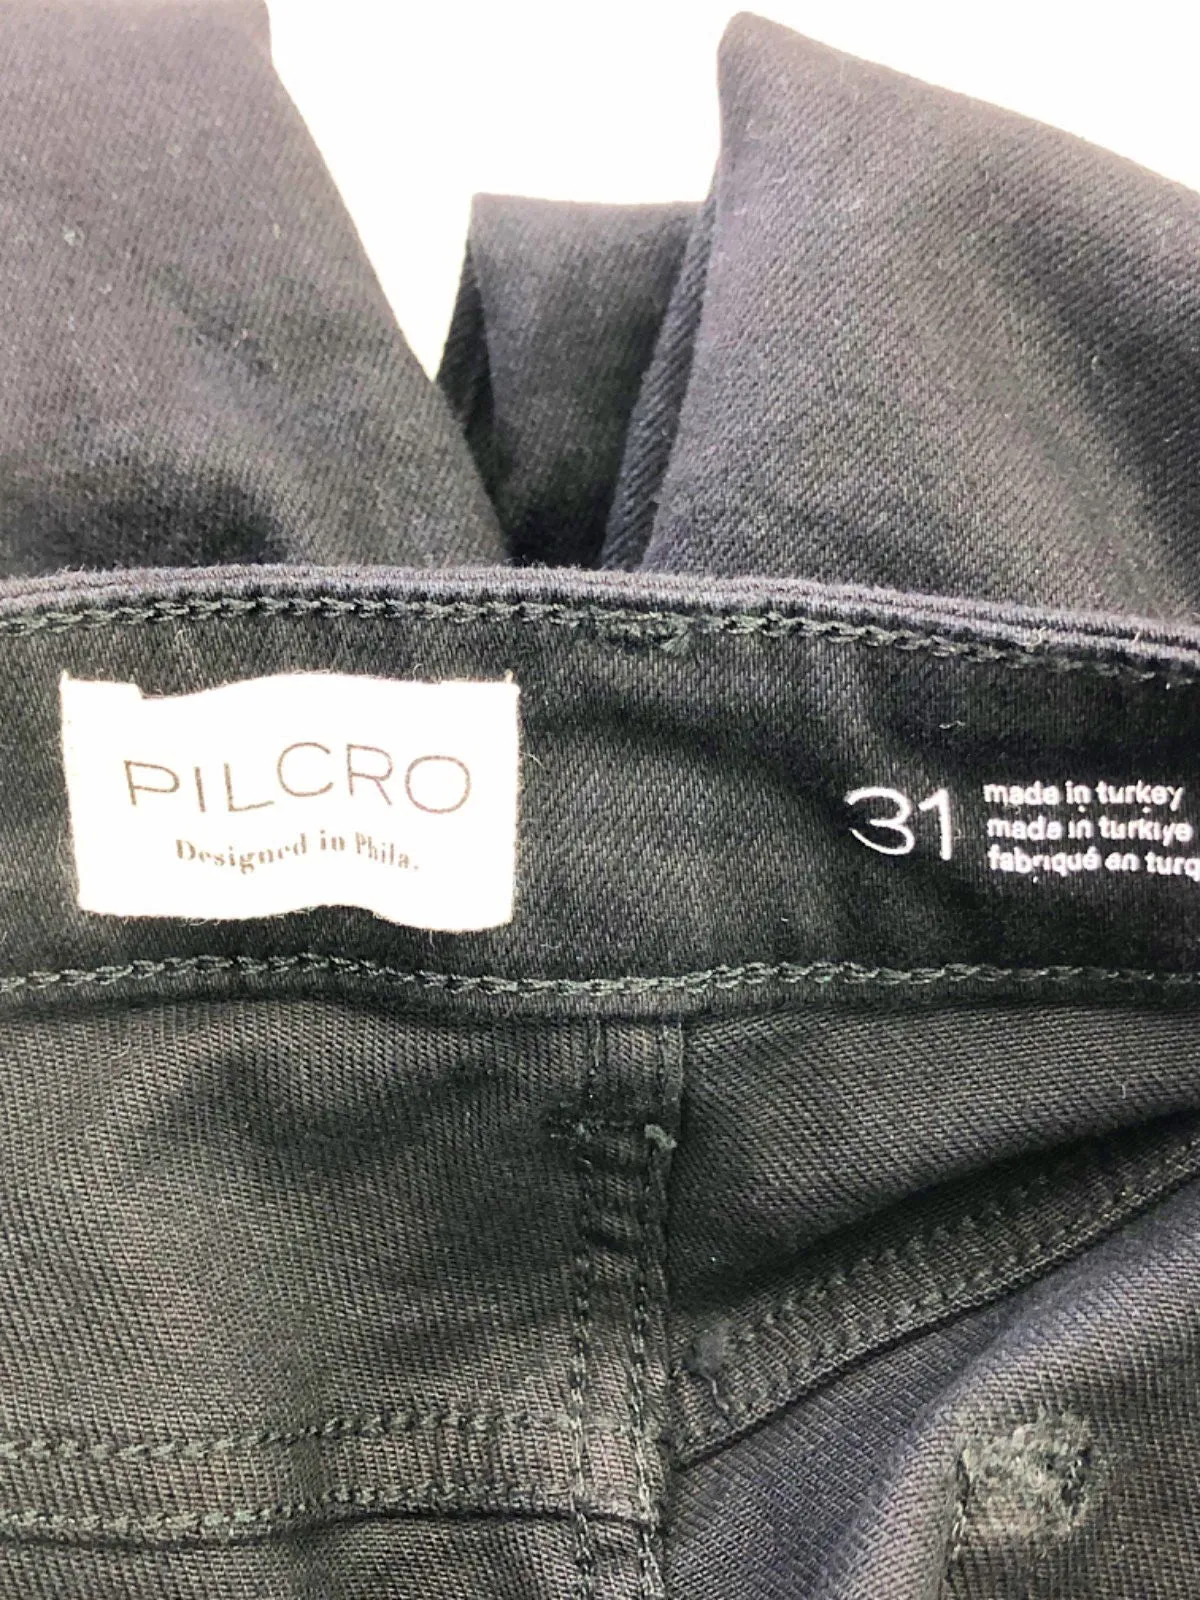 PILCRO
Designed in Phila.
31
made in turkey
made in turkiye
fabriqué en turq